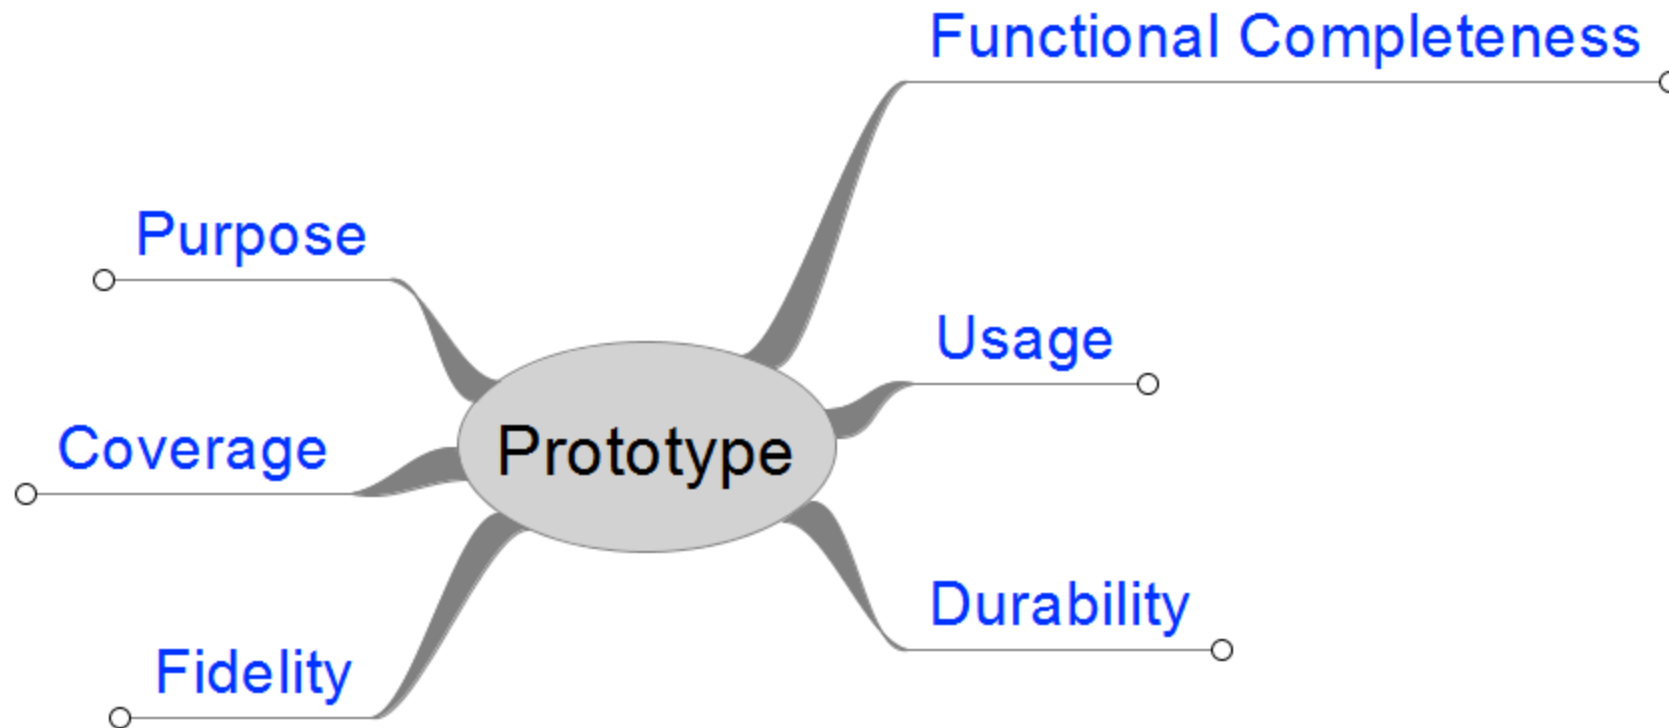 Functional Completeness
Purpose
Usage
Coverage
Prototype
Durability
Fidelity